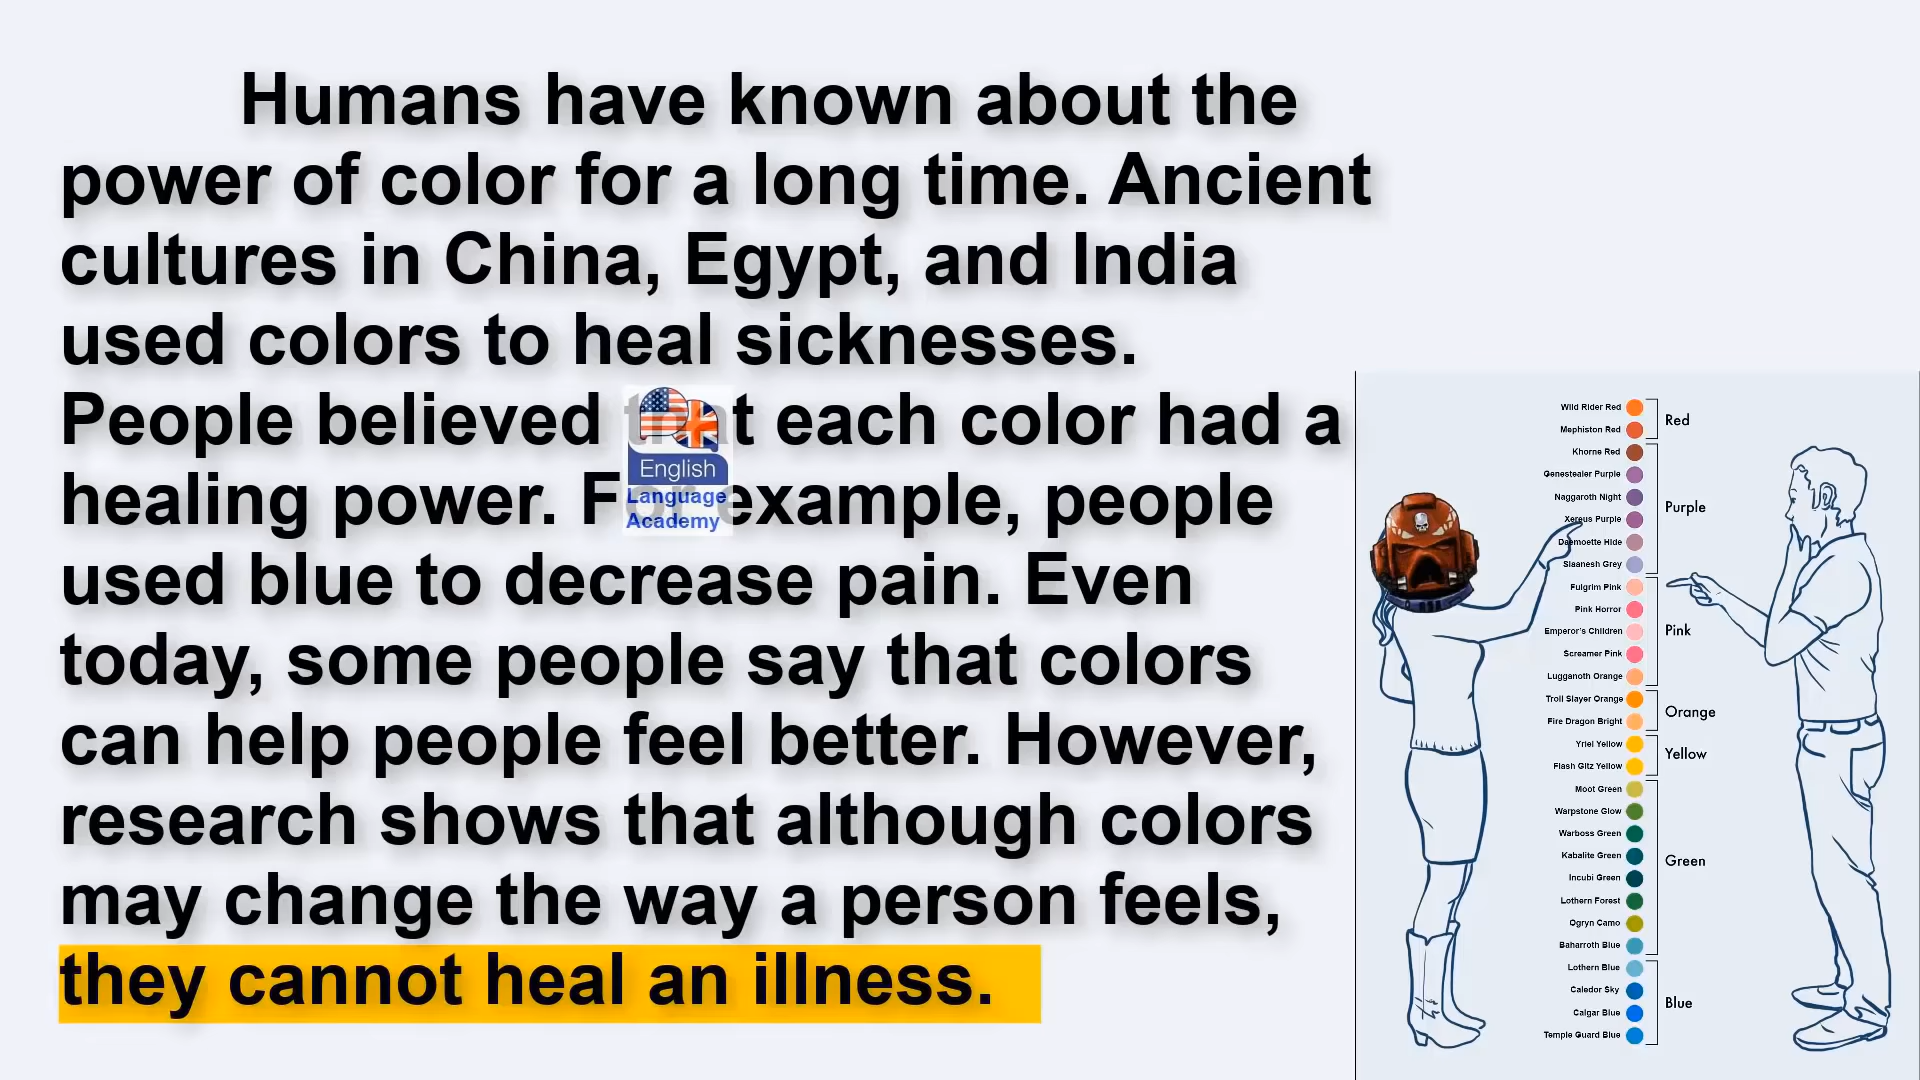 Humans have known about the
power of color for a long time. Ancient
cultures in China, Egypt, and India
used colors to heal sicknesses.
People believed that each color had a
healing power. For example, people
used blue to decrease pain. Even
today, some people say that colors
can help people feel better. However,
research shows that although colors
may change the way a person feels,
they cannot heal an illness.
English
Language
Academy
Wild Rider Red
Mephiston Red
Red
Khorne Red
Genestealer Purple
Naggaroth Night
Xereus Purple
Daemoette Hide
Slaanesh Grey
Purple
Fulgrim Pink
Pink Horror
Emperor's Children
Screamer Pink
Lugganoth Orange
Pink
Troll Slayer Orange
Fire Dragon Bright
Orange
Yriel Yellow
Flash Gitz Yellow
Yellow
Moot Green
Warpstone Glow
Warboss Green
Kabalite Green
Incubi Green
Lothern Forest
Ogryn Camo
Baharroth Blue
Green
Lothern Blue
Caledor Sky
Calgar Blue
Temple Guard Blue
Blue